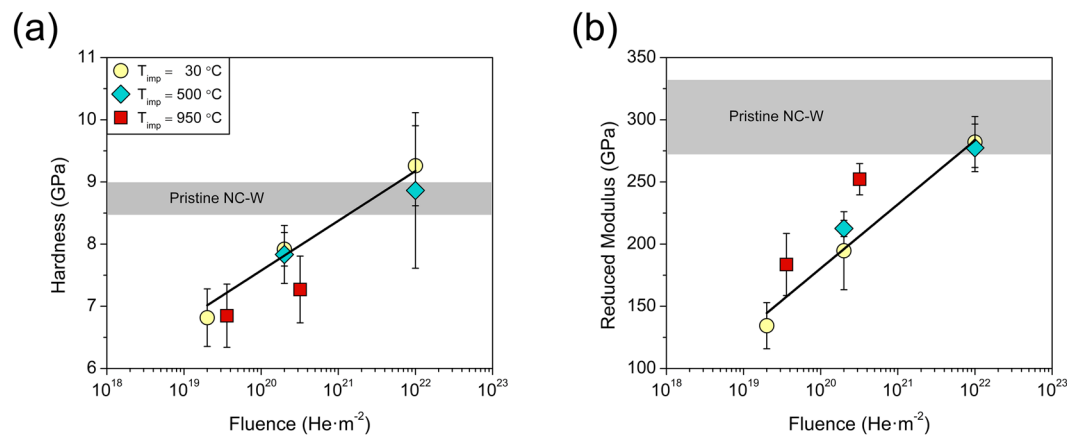 (a)
11
10
9
8
7
6
Hardness (GPa)
T_imp = 30 °C
T_imp = 500 °C
T_imp = 950 °C
Pristine NC-W
10^18 10^19 10^20 10^21 10^22 10^23
Fluence (He·m^-2)
(b)
350
300
250
200
150
100
Reduced Modulus (GPa)
Pristine NC-W
10^18 10^19 10^20 10^21 10^22 10^23
Fluence (He·m^-2)